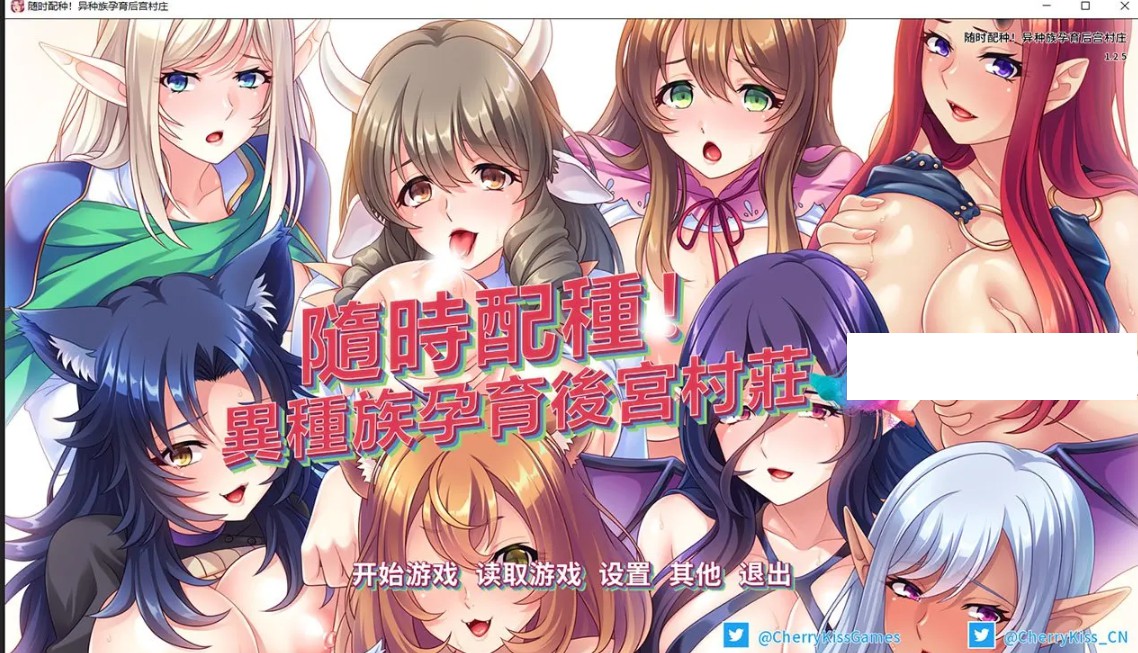 随时配种！异种族孕育后宫村庄
随时配种！异种族孕育后宫村庄
1.2.5
隨時配種！
異種族孕育後宮村莊
开始游戏 读取游戏 设置 其他 退出
@CherryKissGames
@CherryKiss_CN